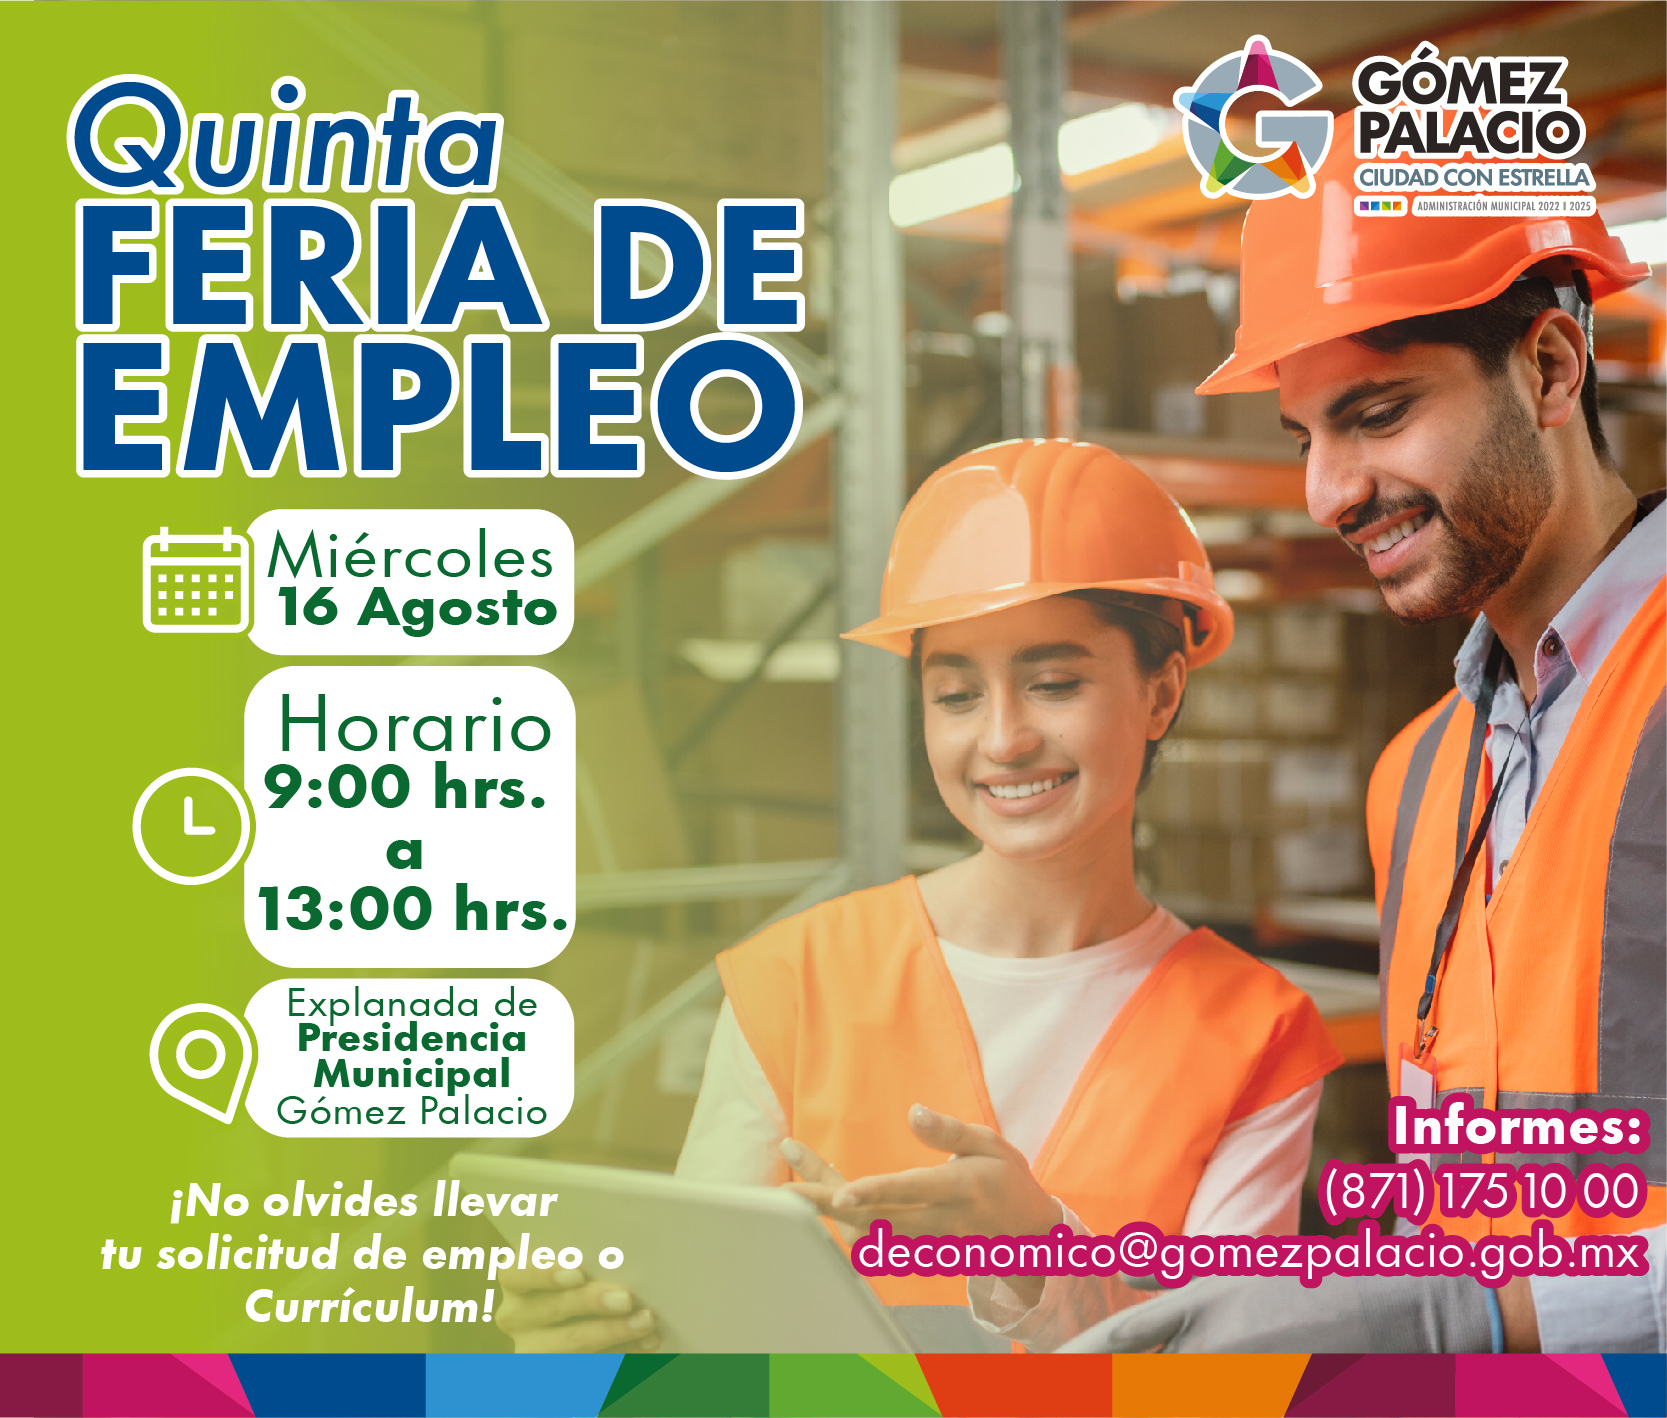 Quinta
FERIA DE
EMPLEO
GÓMEZ
PALACIO
CIUDAD CON ESTRELLA
ADMINISTRACIÓN MUNICIPAL 2022 | 2025
Miércoles
16 Agosto
Horario
9:00 hrs.
a
13:00 hrs.
Explanada de
Presidencia
Municipal
Gómez Palacio
¡No olvides llevar
tu solicitud de empleo o
Currículum!
Informes:
(871) 175 10 00
deconomico@gomezpalacio.gob.mx